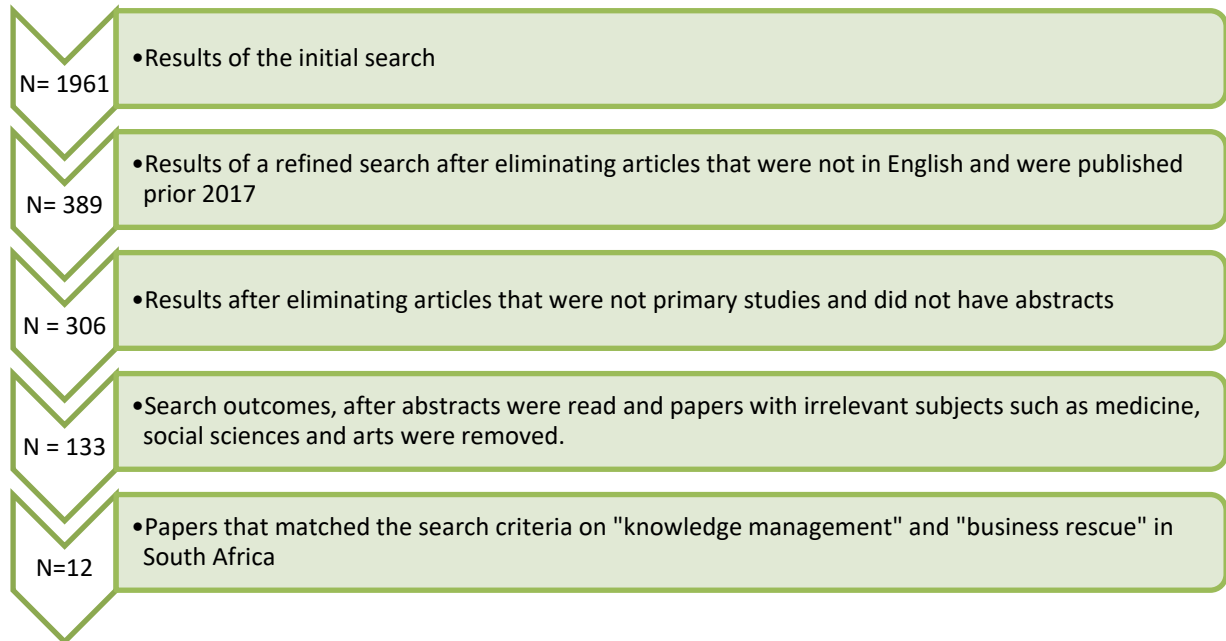 N= 1961
•Results of the initial search
N= 389
•Results of a refined search after eliminating articles that were not in English and were published
prior 2017
N = 306
•Results after eliminating articles that were not primary studies and did not have abstracts
N = 133
•Search outcomes, after abstracts were read and papers with irrelevant subjects such as medicine,
social sciences and arts were removed.
N=12
•Papers that matched the search criteria on "knowledge management" and "business rescue" in
South Africa